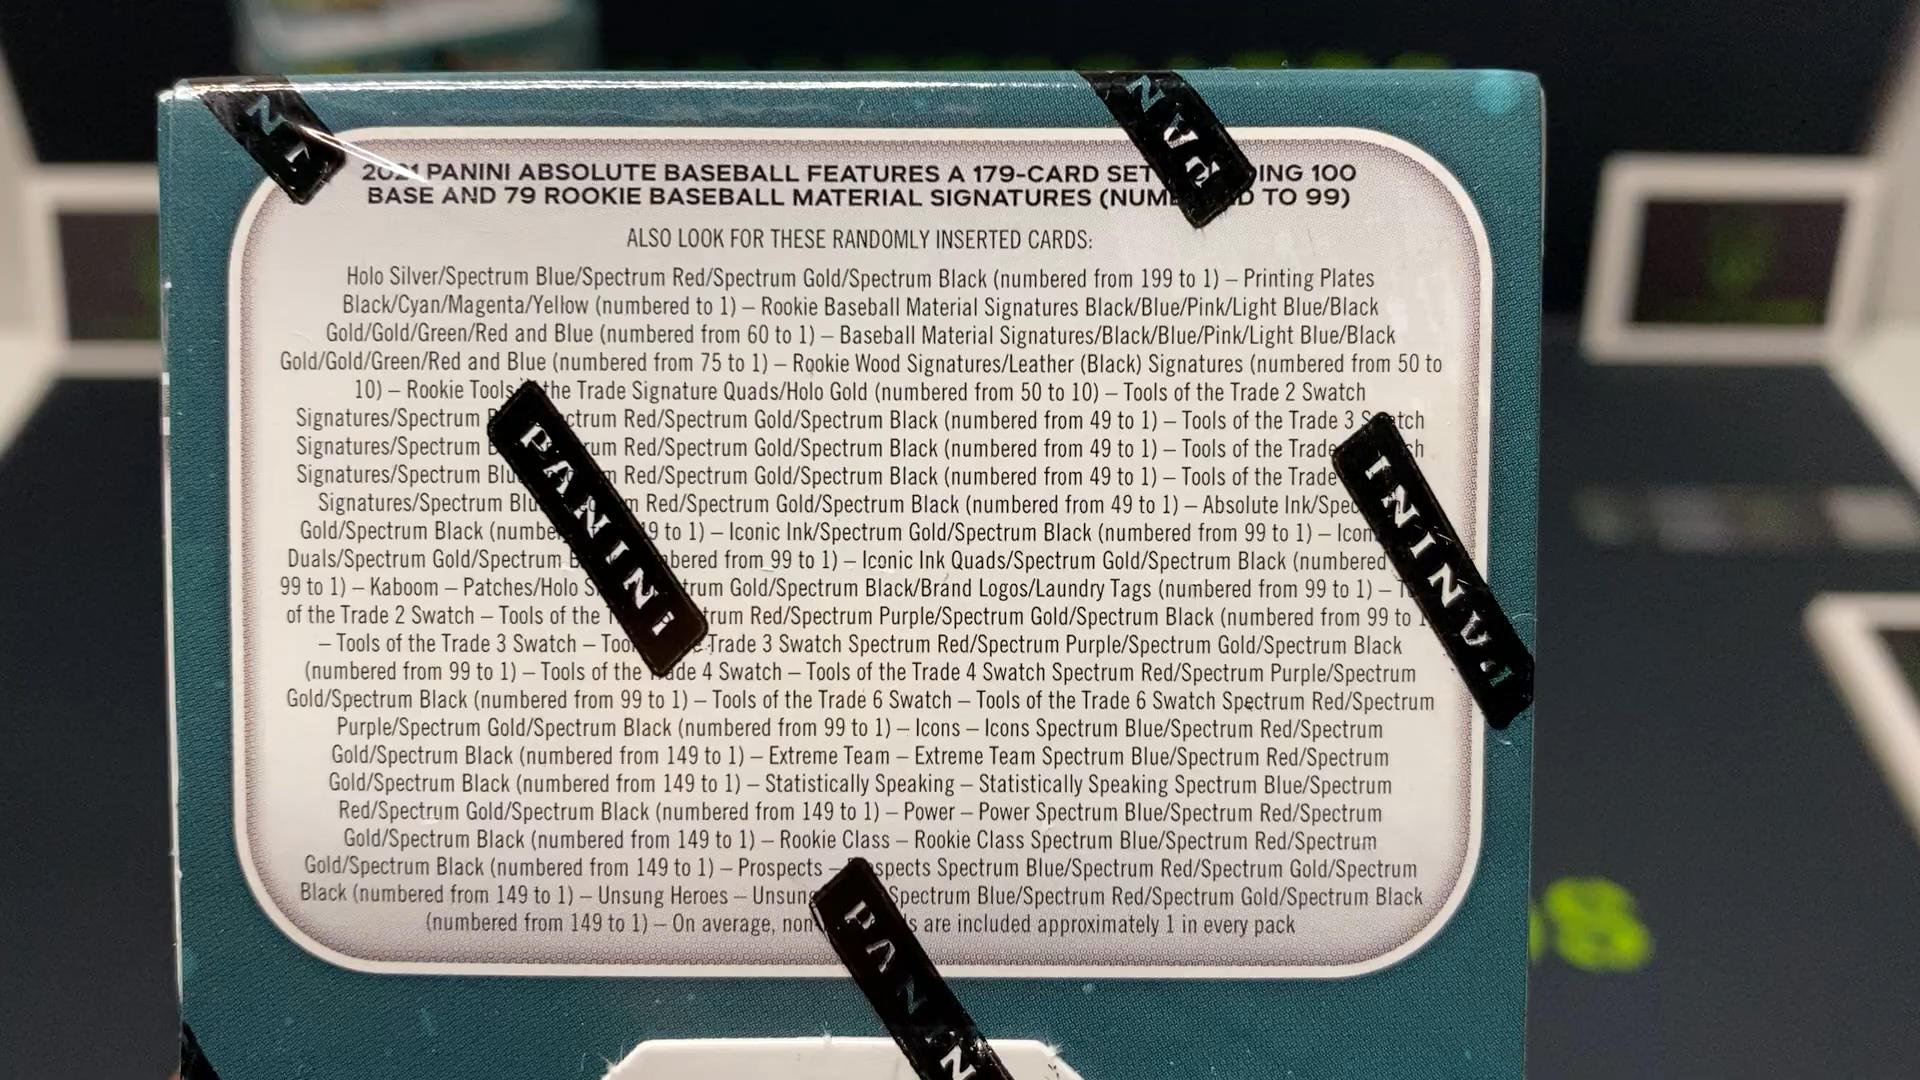 PANINI ABSOLUTE BASEBALL FEATURES A 179-CARD SET 100
BASE AND 79 ROOKIE BASEBALL MATERIAL SIGNATURES TO 99)
ALSO LOOK FOR THESE RANDOMLY INSERTED CARDS:
Holo Silver/Spectrum Blue/Spectrum Red/Spectrum Gold/Spectrum Black (numbered from 199 to 1) – Printing Plates
Black/Cyan/Magenta/Yellow (numbered to 1) – Rookie Baseball Material Signatures Black/Blue/Pink/Light Blue/Black
Gold/Gold/Green/Red and Blue (numbered from 60 to 1) – Baseball Material Signatures/Black/Blue/Pink/Light Blue/Black
Gold/Gold/Green/Red and Blue (numbered from 75 to 1) – Rookie Wood Signatures/Leather (Black) Signatures (numbered from 50 to
10) – Rookie Tools the Trade Signature Quads/Holo Gold (numbered from 50 to 10) – Tools of the Trade 2 Swatch
Signatures/Spectrum Red/Spectrum Gold/Spectrum Black (numbered from 49 to 1) – Tools of the Trade 3
Signatures/Spectrum Red/Spectrum Gold/Spectrum Black (numbered from 49 to 1) – Tools of the
Signatures/Spectrum Red/Spectrum Gold/Spectrum Black (numbered from 49 to 1) – Tools of the Trade
Signatures/Spectrum Red/Spectrum Gold/Spectrum Black (numbered from 49 to 1) – Absolute
Gold/Spectrum Black to 1) – Iconic Ink/Spectrum Gold/Spectrum Black (numbered from 99 to 1) –
Duals/Spectrum Gold/Spectrum from 99 to 1) – Iconic Ink Quads/Spectrum Gold/Spectrum Black (numbered
99 to 1) – Kaboom – Patches/Holo Gold/Spectrum Black/Brand Logos/Laundry Tags (numbered from 99 to 1) –
of the Trade 2 Swatch – Tools of the Red/Spectrum Purple/Spectrum Gold/Spectrum Black (numbered from 99 to
– Tools of the Trade 3 Swatch – Trade 3 Swatch Spectrum Red/Spectrum Purple/Spectrum Gold/Spectrum Black
(numbered from 99 to 1) – Tools of the Trade 4 Swatch – Tools of the Trade 4 Swatch Spectrum Red/Spectrum Purple/Spectrum
Gold/Spectrum Black (numbered from 99 to 1) – Tools of the Trade 6 Swatch – Tools of the Trade 6 Swatch Spectrum Red/Spectrum
Purple/Spectrum Gold/Spectrum Black (numbered from 99 to 1) – Icons – Icons Spectrum Blue/Spectrum Red/Spectrum
Gold/Spectrum Black (numbered from 149 to 1) – Extreme Team – Extreme Team Spectrum Blue/Spectrum Red/Spectrum
Gold/Spectrum Black (numbered from 149 to 1) – Statistically Speaking – Statistically Speaking Spectrum Blue/Spectrum
Red/Spectrum Gold/Spectrum Black (numbered from 149 to 1) – Power – Power Spectrum Blue/Spectrum Red/Spectrum
Gold/Spectrum Black (numbered from 149 to 1) – Rookie Class – Rookie Class Spectrum Blue/Spectrum Red/Spectrum
Gold/Spectrum Black (numbered from 149 to 1) – Prospects – Prospects Spectrum Blue/Spectrum Red/Spectrum Gold/Spectrum
Black (numbered from 149 to 1) – Unsung Heroes – Spectrum Blue/Spectrum Red/Spectrum Gold/Spectrum Black
(numbered from 149 to 1) – On average, are included approximately 1 in every pack
PANINI
PANINI